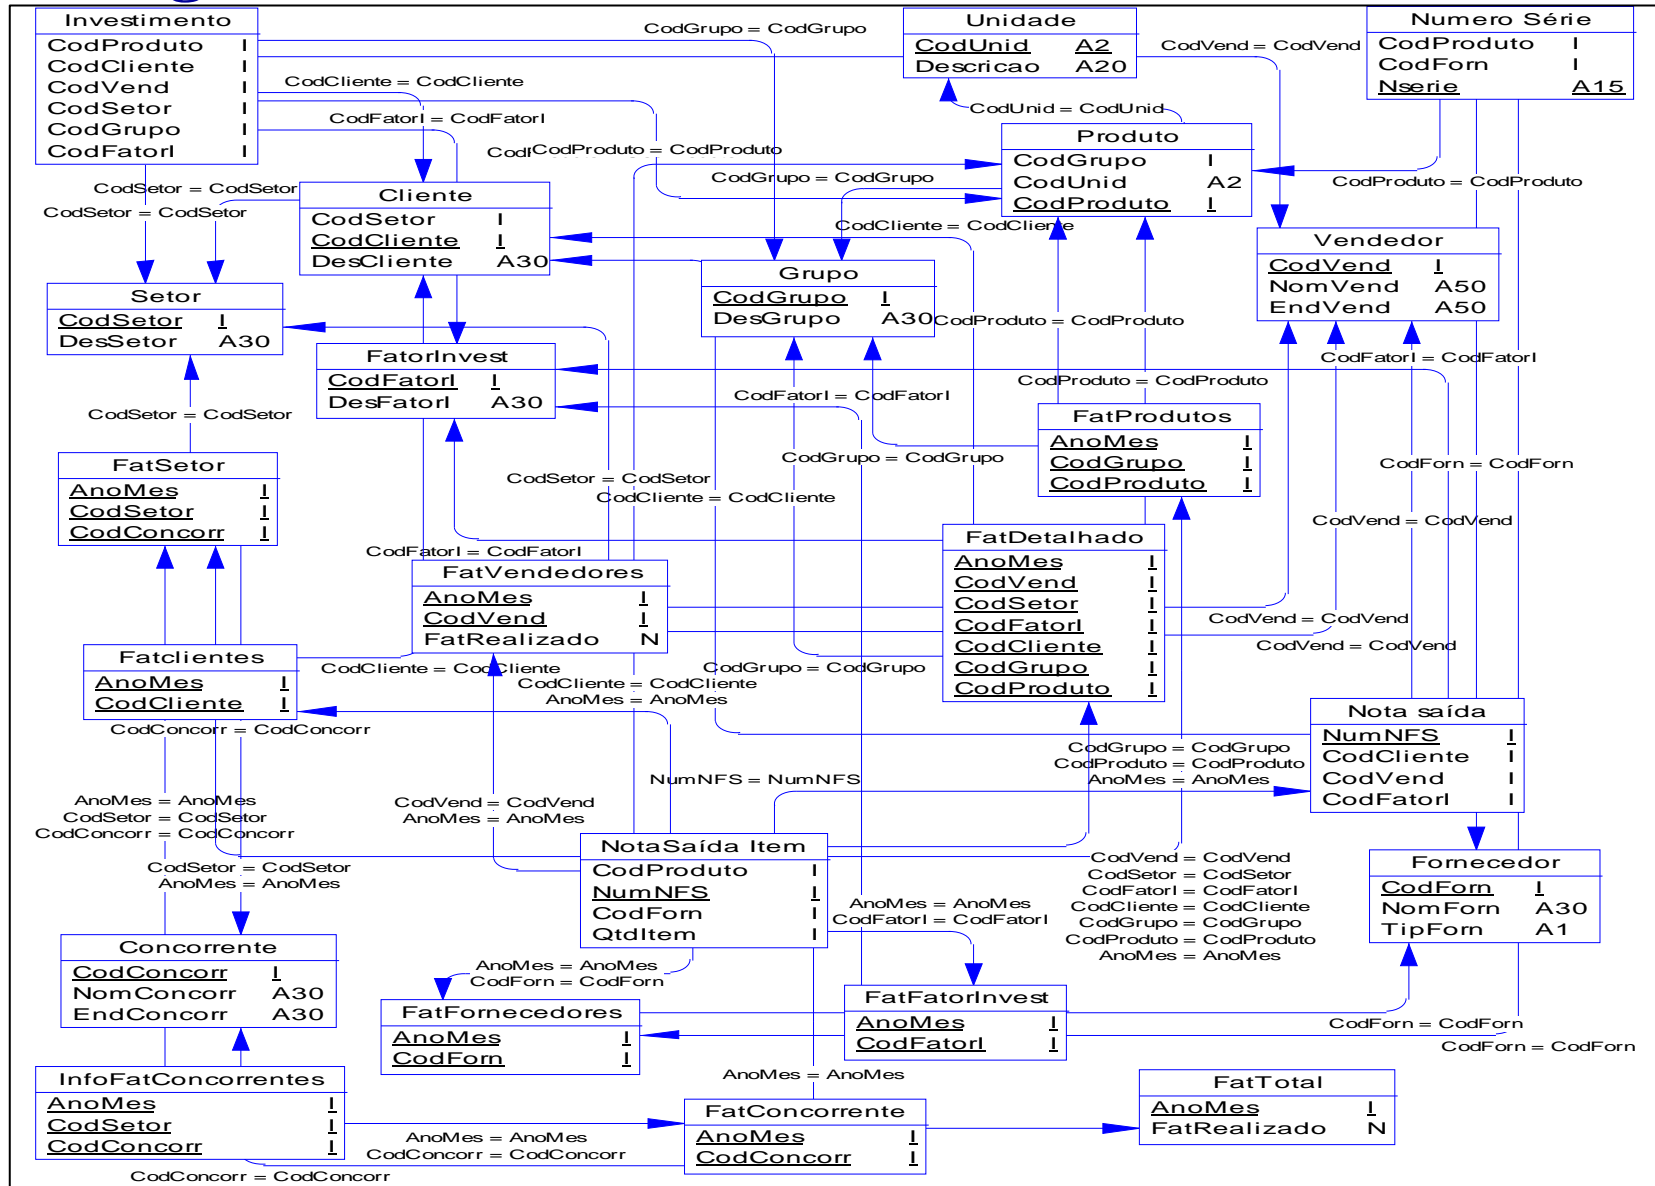 Investimento
CodProduto I
CodCliente I
CodVend I
CodSetor I
CodGrupo I
CodFatorI I
CodGrupo = CodGrupo
Unidade
CodUnid A2
Descricao A20
CodVend = CodVend
Numero Série
CodProduto I
CodForn I
Nserie A15
CodCliente = CodCliente
CodFatorI = CodFatorI
CodUnid = CodUnid
CodProduto = CodProduto
Produto
CodGrupo I
CodUnid A2
CodProduto I
CodGrupo = CodGrupo
CodProduto = CodProduto
CodSetor = CodSetor
CodSetor = CodSetor
Cliente
CodSetor I
CodCliente I
DesCliente A30
CodCliente = CodCliente
Vendedor
CodVend I
NomVend A50
EndVend A50
Grupo
CodGrupo I
DesGrupo A30
CodProduto = CodProduto
Setor
CodSetor I
DesSetor A30
FatorInvest
CodFatorI I
DesFatorI A30
CodFatorI = CodFatorI
CodProduto = CodProduto
CodFatorI = CodFatorI
CodSetor = CodSetor
FatProdutos
AnoMes I
CodGrupo I
CodProduto I
CodGrupo = CodGrupo
CodForn = CodForn
FatSetor
AnoMes I
CodSetor I
CodConcorr I
CodSetor = CodSetor
CodCliente = CodCliente
CodVend = CodVend
CodFatorI = CodFatorI
FatDetalhado
AnoMes I
CodVend I
CodSetor I
CodFatorI I
CodCliente I
CodGrupo I
CodProduto I
FatVendedores
AnoMes I
CodVend I
FatRealizado N
CodVend = CodVend
CodVend = CodVend
Fatclientes
AnoMes I
CodCliente I
CodCliente = CodCliente
CodGrupo = CodGrupo
CodCliente = CodCliente
AnoMes = AnoMes
CodConcorr = CodConcorr
Nota saída
NumNFS I
CodCliente I
CodVend I
CodFatorI I
CodGrupo = CodGrupo
CodProduto = CodProduto
AnoMes = AnoMes
NumNFS = NumNFS
AnoMes = AnoMes
CodSetor = CodSetor
CodConcorr = CodConcorr
CodVend = CodVend
AnoMes = AnoMes
NotaSaída Item
CodProduto I
NumNFS I
CodForn I
QtdItem I
CodSetor = CodSetor
AnoMes = AnoMes
CodVend = CodVend
CodSetor = CodSetor
CodFatorI = CodFatorI
CodCliente = CodCliente
CodGrupo = CodGrupo
CodProduto = CodProduto
AnoMes = AnoMes
Fornecedor
CodForn I
NomForn A30
TipForn A1
AnoMes = AnoMes
CodFatorI = CodFatorI
Concorrente
CodConcorr I
NomConcorr A30
EndConcorr A30
AnoMes = AnoMes
CodForn = CodForn
FatFornecedores
AnoMes I
CodForn I
FatFatorInvest
AnoMes I
CodFatorI I
CodForn = CodForn
CodForn = CodForn
InfoFatConcorrentes
AnoMes I
CodSetor I
CodConcorr I
AnoMes = AnoMes
FatConcorrente
AnoMes I
CodConcorr I
FatTotal
AnoMes I
FatRealizado N
AnoMes = AnoMes
CodConcorr = CodConcorr
CodConcorr = CodConcorr